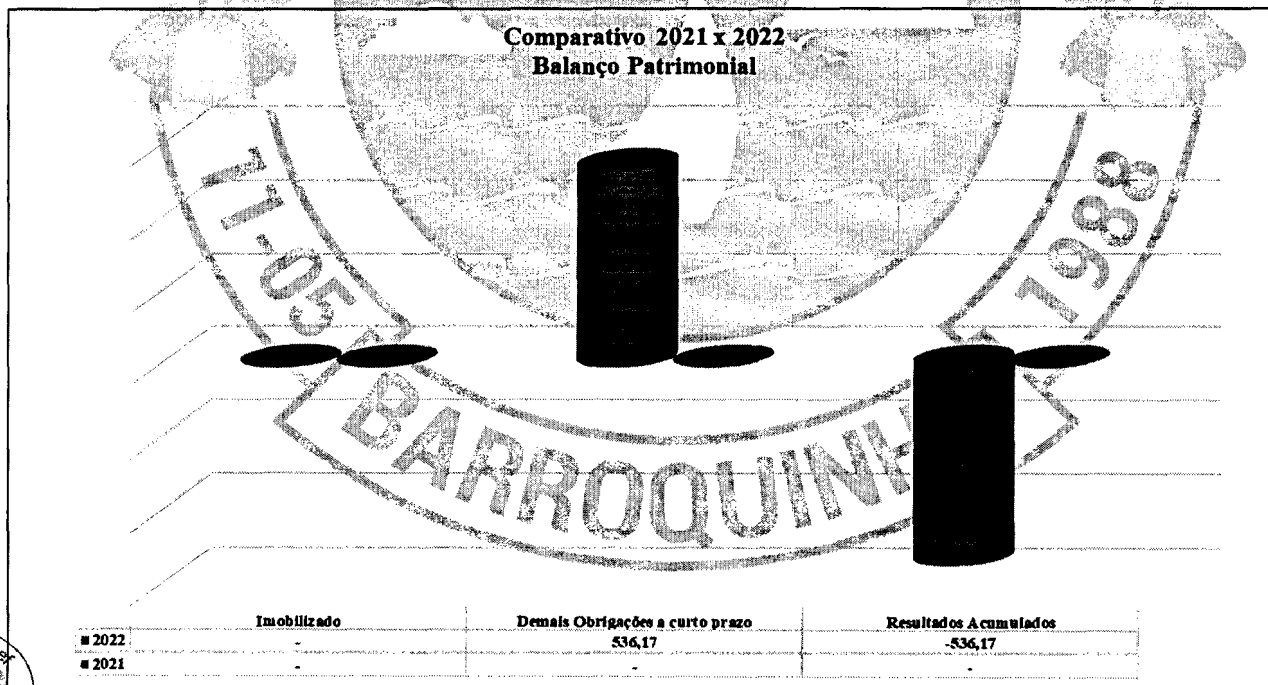 Comparativo 2021 x 2022
Balanço Patrimonial
11-05
1988
BARROQUINH
Imobilizado Demais Obrigações a curto prazo Resultados Acumulados
2022 - 536,17 -536,17
2021 - - -